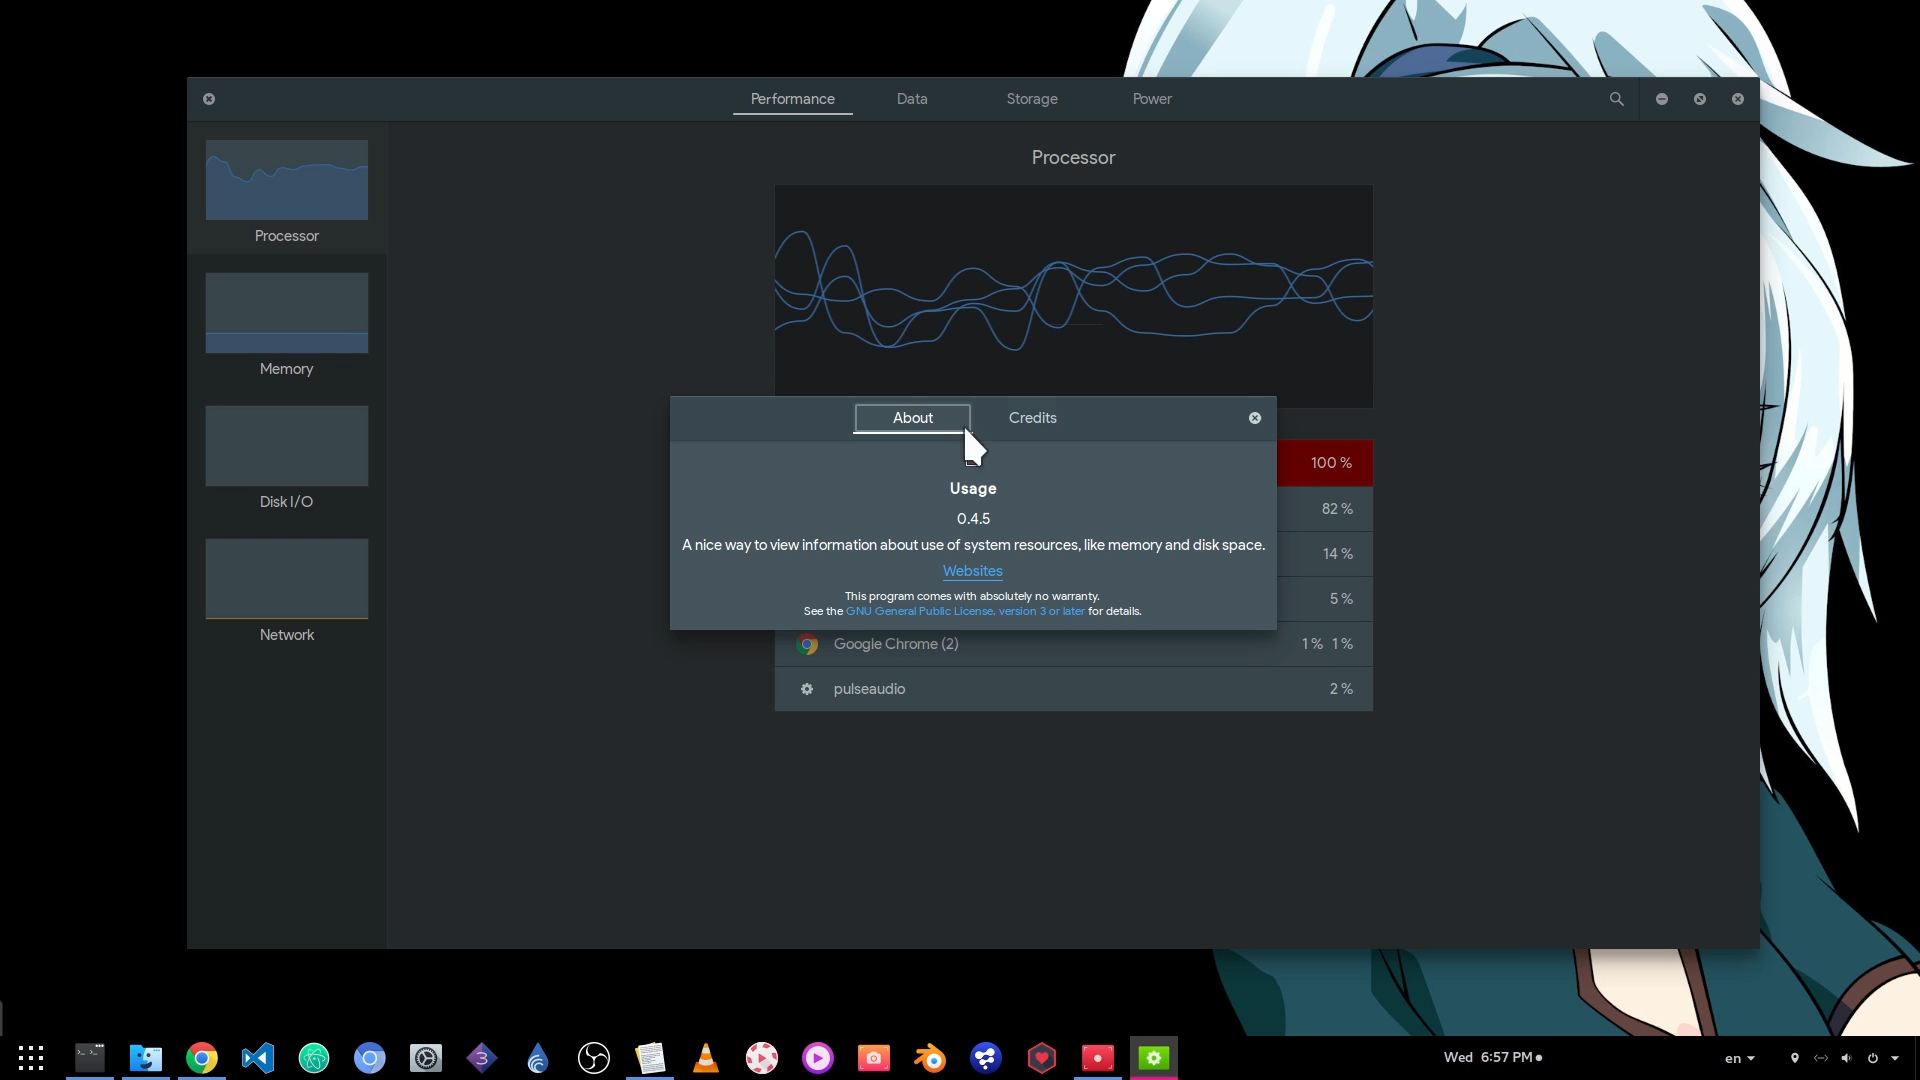 Performance
Data
Storage
Power
Processor
Processor
Memory
Disk I/O
Network
About
Credits
Usage
0.4.5
A nice way to view information about use of system resources, like memory and disk space.
Websites
This program comes with absolutely no warranty.
See the GNU General Public License, version 3 or later for details.
100 %
82 %
14 %
5 %
Google Chrome (2) 1 % 1 %
pulseaudio 2 %
3
Wed 6:57 PM
en